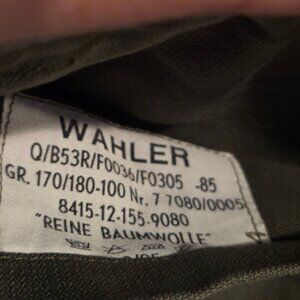 WAHLER
Q/B53R/F0036/F0305 -85
GR. 170/180-100 Nr. 7 7080/0005
8415-12-155-9080
"REINE BAUMWOLLE"